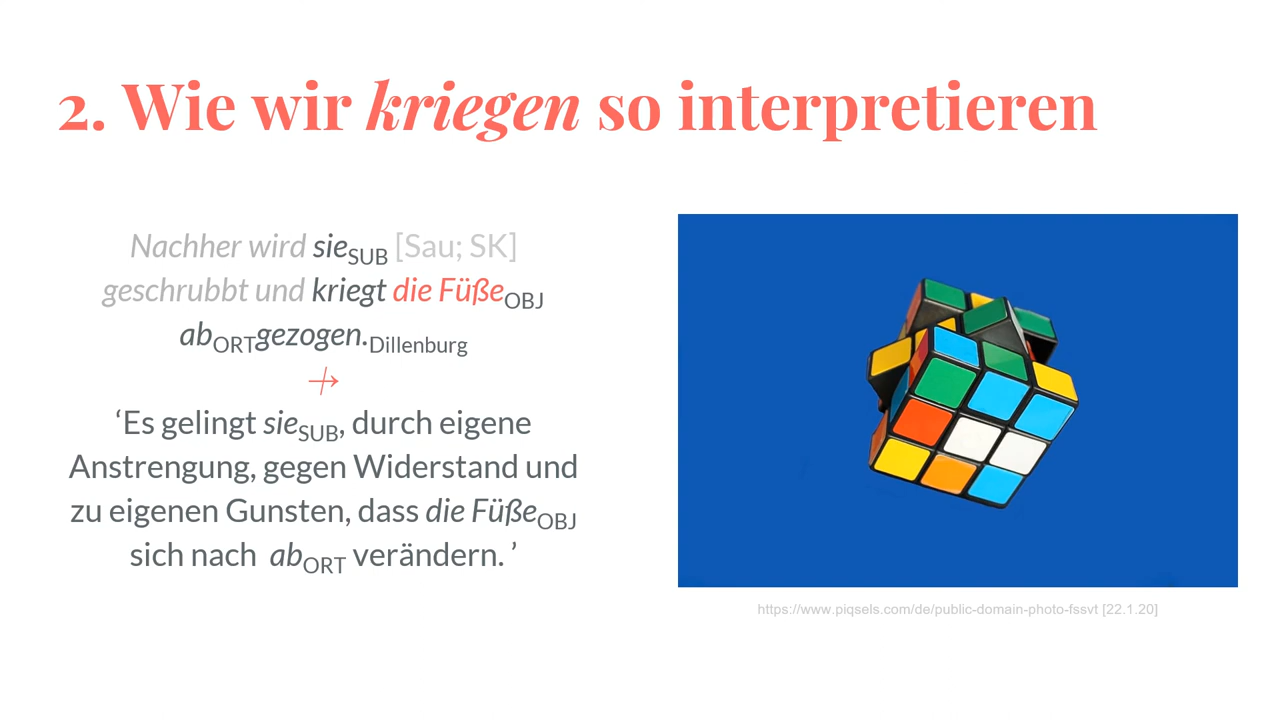 2. Wie wir kriegen so interpretieren
Nachher wird sieSUB [Sau; SK]
geschrubbt und kriegt die FüßeOBJ
abORTgezogen.Dillenburg
↛
‘Es gelingt sieSUB, durch eigene
Anstrengung, gegen Widerstand und
zu eigenen Gunsten, dass die FüßeOBJ
sich nach abORT verändern. ’
https://www.piqsels.com/de/public-domain-photo-fssvt [22.1.20]